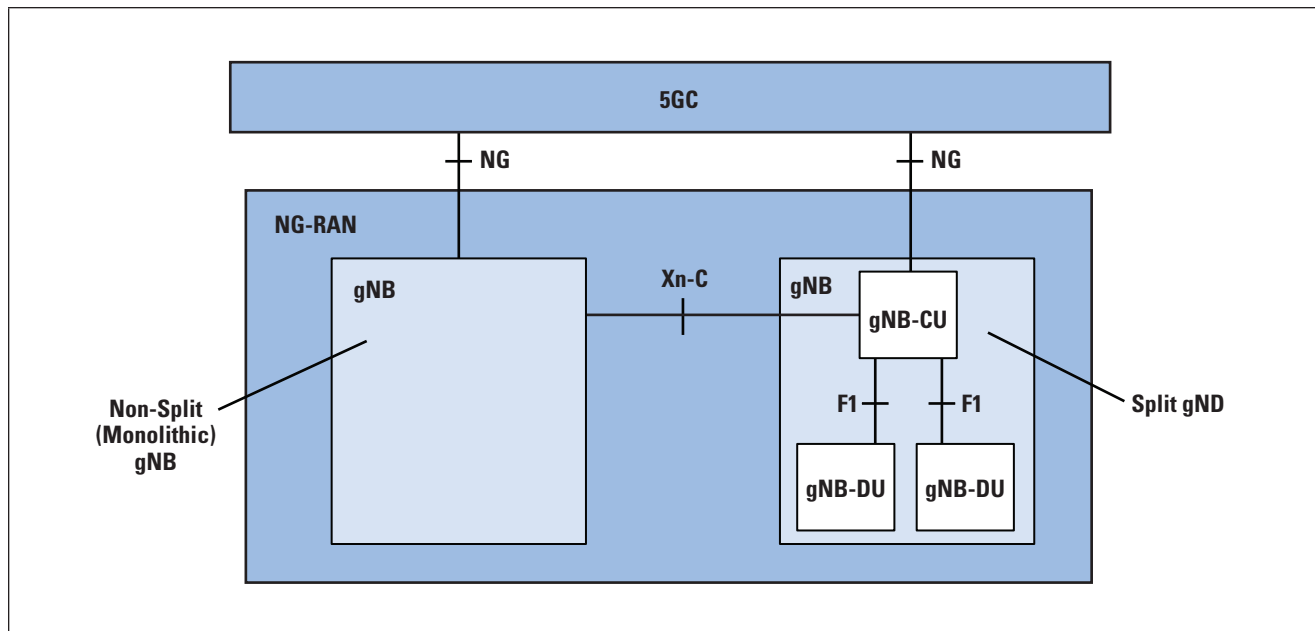 5GC
NG
NG
NG-RAN
gNB
Xn-C
gNB
gNB-CU
Non-Split
(Monolithic)
gNB
F1
F1
Split gND
gNB-DU
gNB-DU